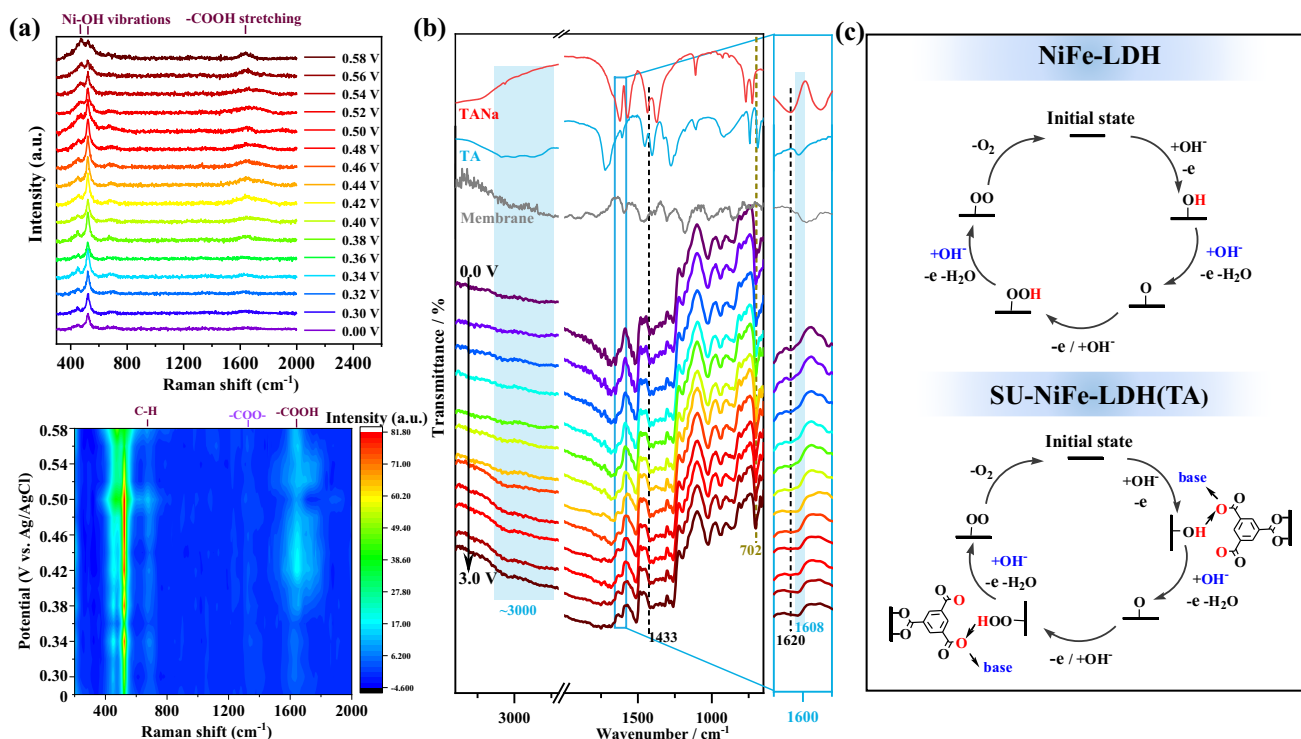 (a)
Ni-OH vibrations
-COOH stretching
Intensity (a.u.)
0.58 V
0.56 V
0.54 V
0.52 V
0.50 V
0.48 V
0.46 V
0.44 V
0.42 V
0.40 V
0.38 V
0.36 V
0.34 V
0.32 V
0.30 V
0.00 V
400 800 1200 1600 2000 2400
Raman shift (cm⁻¹)
C-H
-COO-
-COOH
Intensity (a.u.)
Potential (V vs. Ag/AgCl)
0.58
0.54
0.50
0.46
0.42
0.38
0.34
0.30
81.80
71.00
60.20
49.40
38.60
27.80
17.00
6.200
-4.600
400 800 1200 1600 2000
Raman shift (cm⁻¹)
(b)
Transmittance / %
TANa
TA
Membrane
0.0 V
3.0 V
~3000
1433
702
1620
1608
3000 1500 1000 1600
Wavenumber / cm⁻¹
(c)
NiFe-LDH
Initial state
-O₂
+OH⁻
-e
OO
OH
+OH⁻
-e -H₂O
+OH⁻
-e -H₂O
OOH
O
-e / +OH⁻
SU-NiFe-LDH(TA)
Initial state
-O₂
+OH⁻
-e
base
O
O
O
O
O
O
OH
OO
+OH⁻
-e -H₂O
+OH⁻
-e -H₂O
O
O
O
O
O
O
HOO
O
base
-e / +OH⁻